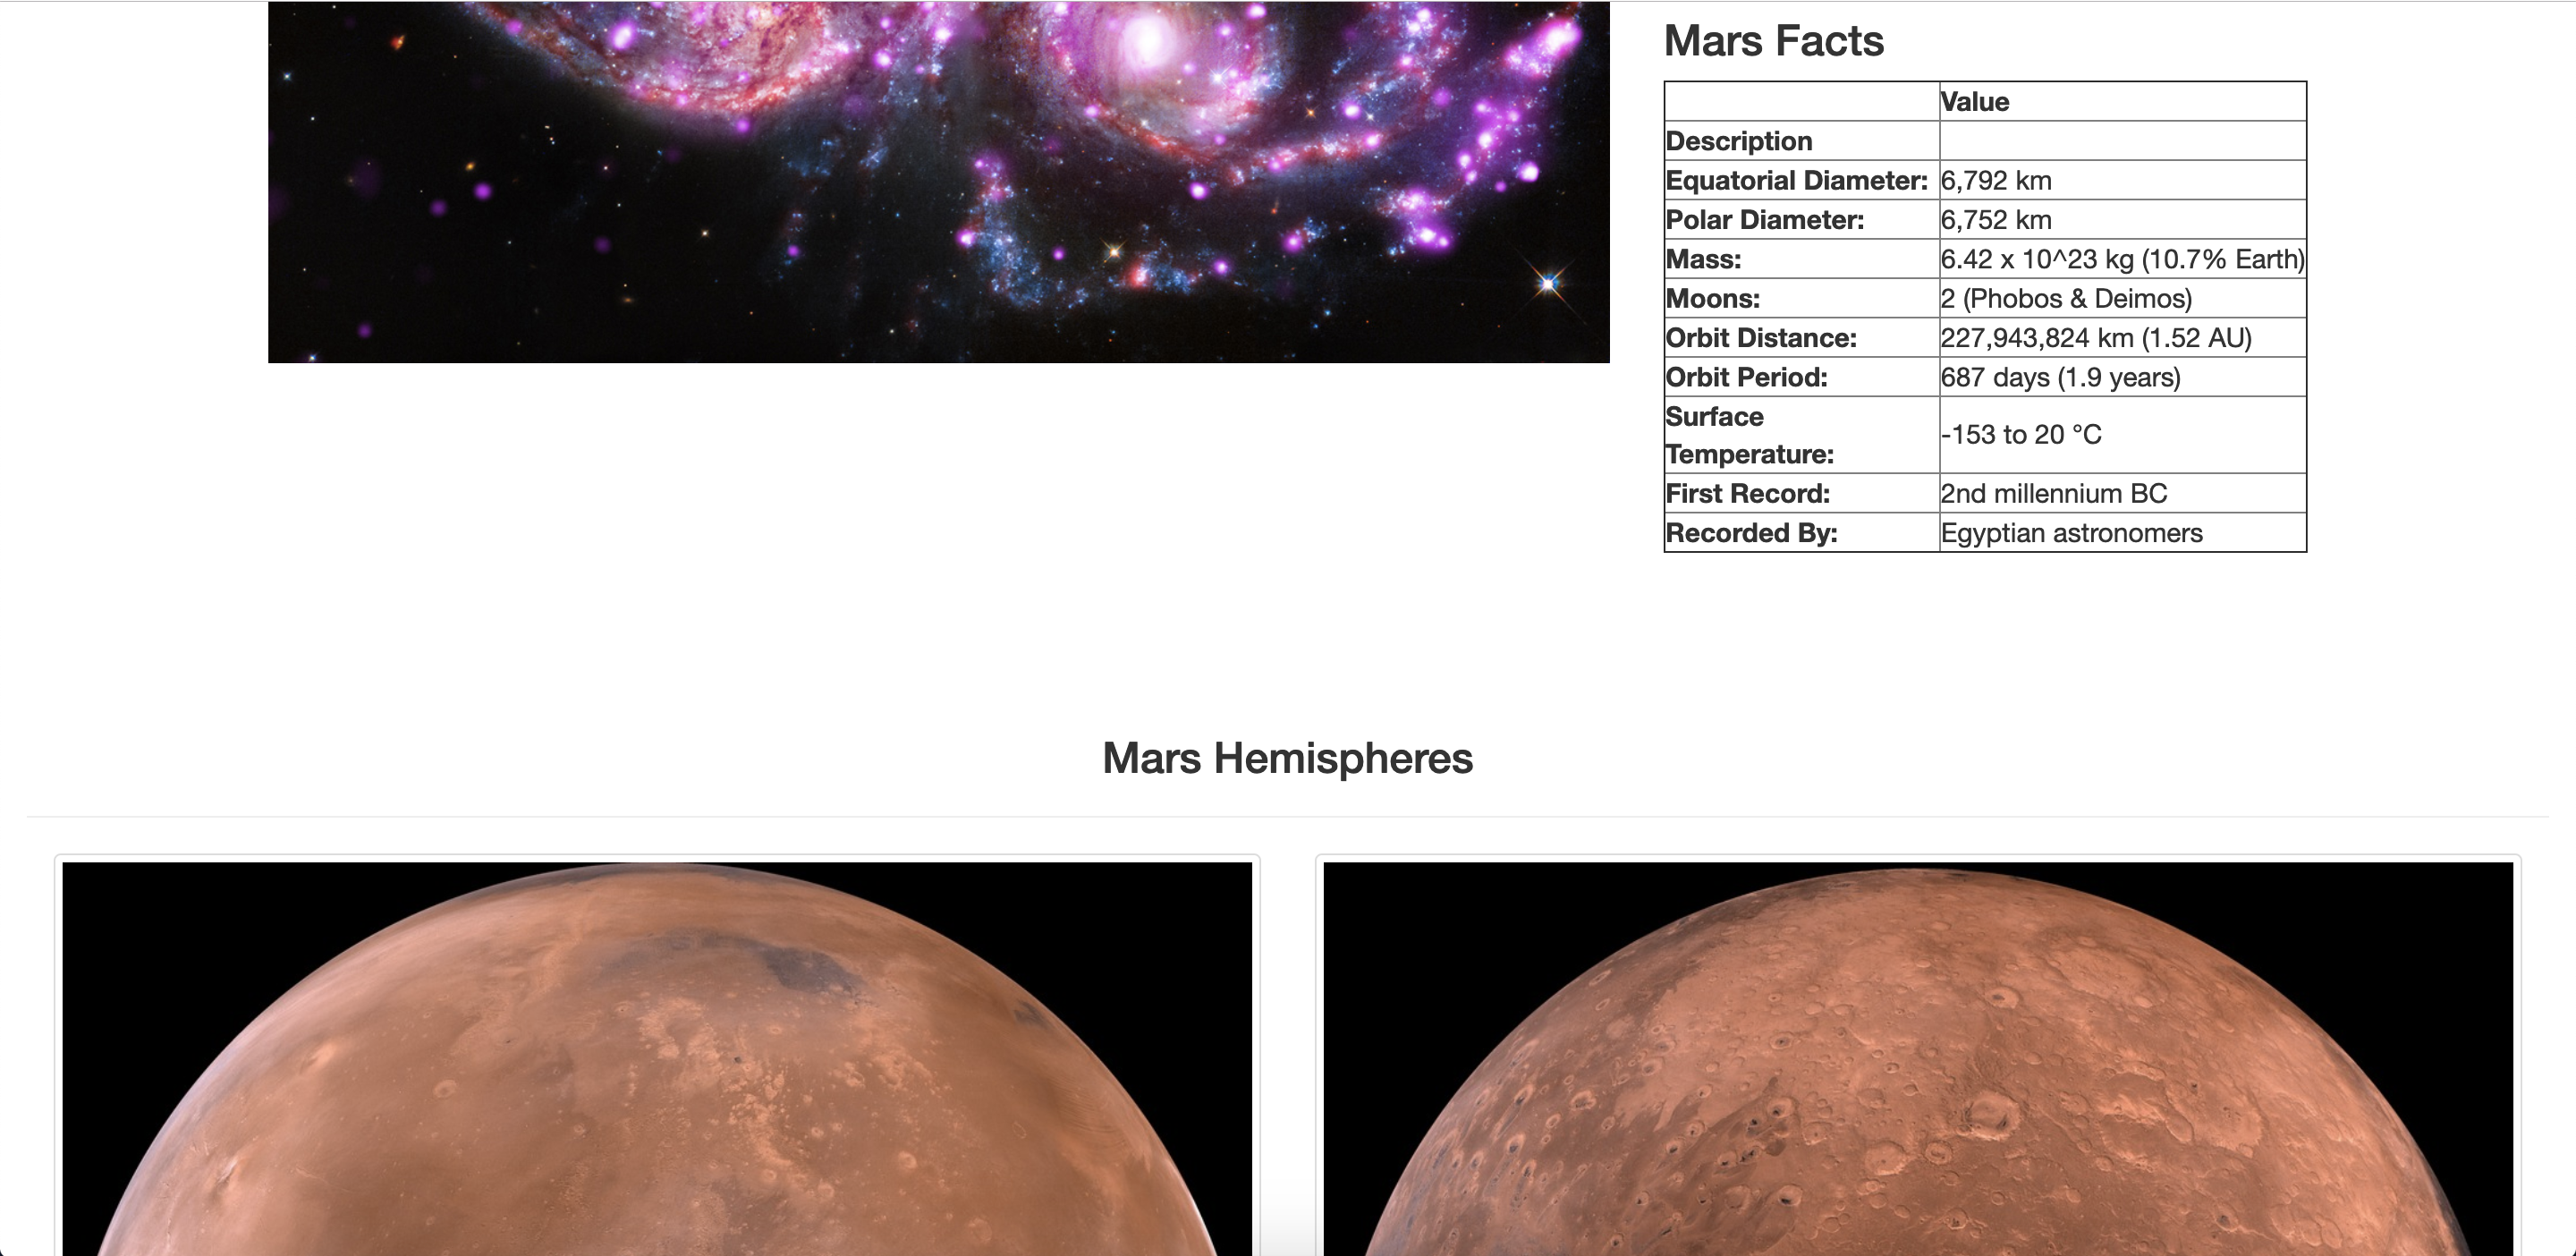 Mars Facts
Value
Description
Equatorial Diameter: 6,792 km
Polar Diameter: 6,752 km
Mass: 6.42 x 10^23 kg (10.7% Earth)
Moons: 2 (Phobos & Deimos)
Orbit Distance: 227,943,824 km (1.52 AU)
Orbit Period: 687 days (1.9 years)
Surface
Temperature: -153 to 20 °C
First Record: 2nd millennium BC
Recorded By: Egyptian astronomers
Mars Hemispheres